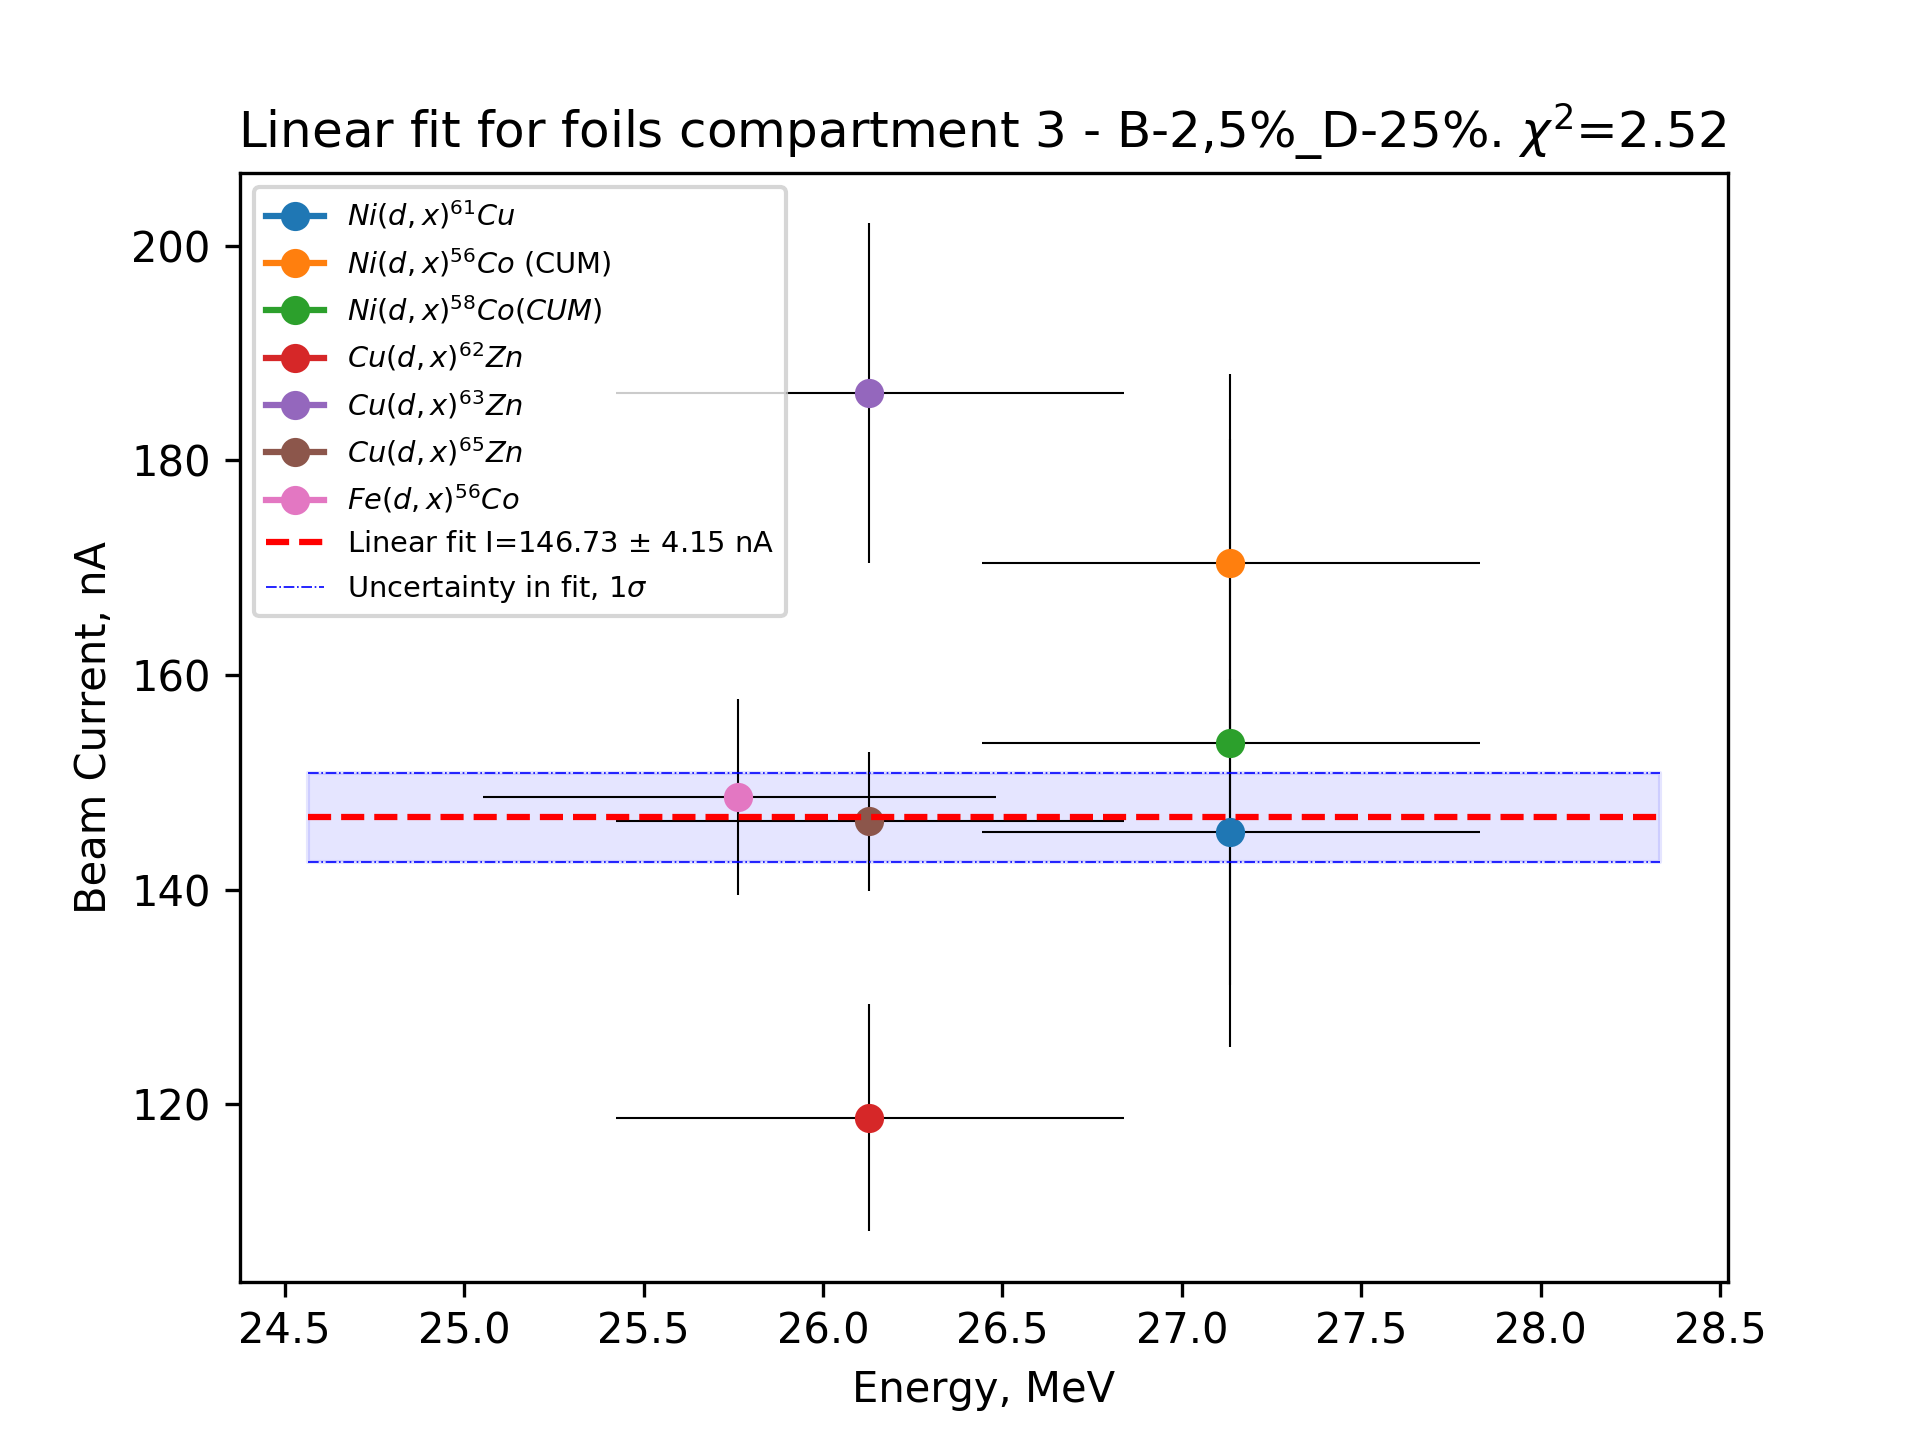 Linear fit for foils compartment 3 - B-2,5%_D-25%. χ²=2.52
Ni(d, x)⁶¹Cu
Ni(d, x)⁵⁶Co (CUM)
Ni(d, x)⁵⁸Co(CUM)
Cu(d, x)⁶²Zn
Cu(d, x)⁶³Zn
Cu(d, x)⁶⁵Zn
Fe(d, x)⁵⁶Co
Linear fit I=146.73 ± 4.15 nA
Uncertainty in fit, 1σ
Beam Current, nA
200
180
160
140
120
24.5 25.0 25.5 26.0 26.5 27.0 27.5 28.0 28.5
Energy, MeV